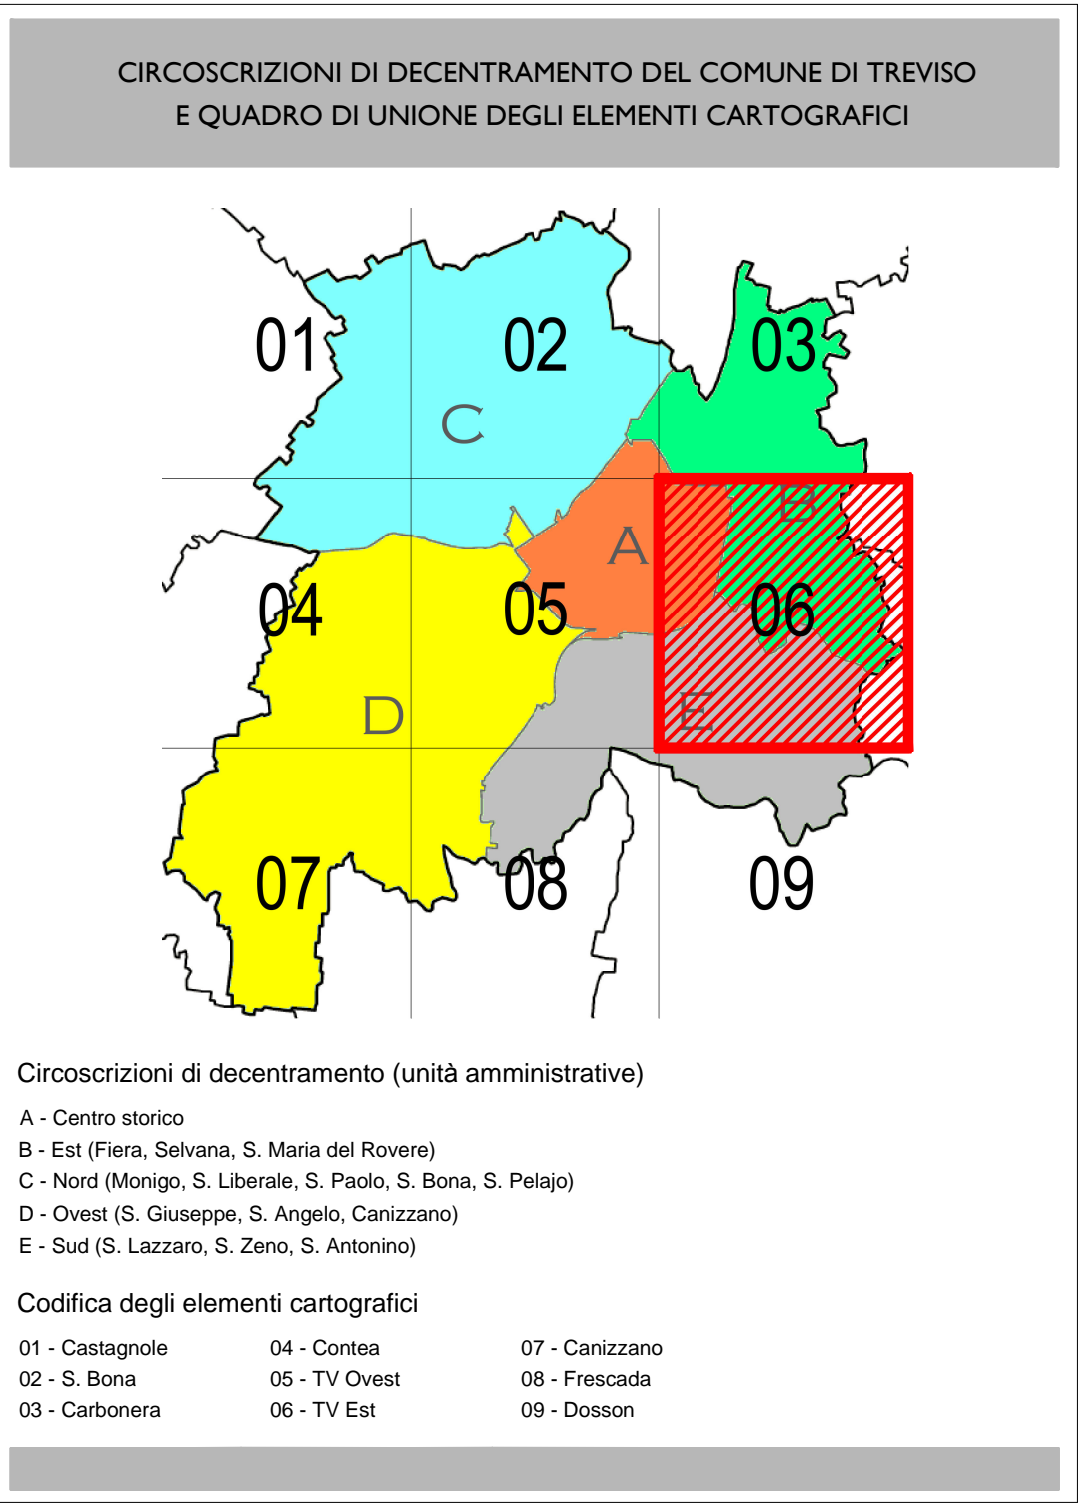 CIRCOSCRIZIONI DI DECENTRAMENTO DEL COMUNE DI TREVISO
E QUADRO DI UNIONE DEGLI ELEMENTI CARTOGRAFICI
01 02 03
C
B
A
04 05 06
D E
07 08 09
Circoscrizioni di decentramento (unità amministrative)
A - Centro storico
B - Est (Fiera, Selvana, S. Maria del Rovere)
C - Nord (Monigo, S. Liberale, S. Paolo, S. Bona, S. Pelajo)
D - Ovest (S. Giuseppe, S. Angelo, Canizzano)
E - Sud (S. Lazzaro, S. Zeno, S. Antonino)
Codifica degli elementi cartografici
01 - Castagnole 04 - Contea 07 - Canizzano
02 - S. Bona 05 - TV Ovest 08 - Frescada
03 - Carbonera 06 - TV Est 09 - Dosson